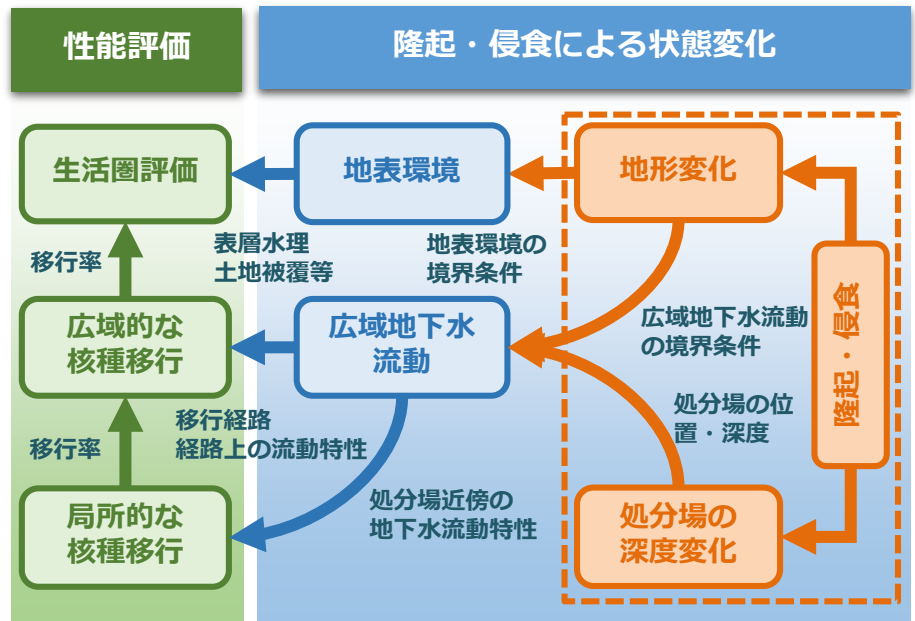 性能評価
隆起・侵食による状態変化
生活圏評価
地表環境
地形変化
移行率
表層水理
土地被覆等
地表環境の
境界条件
広域的な
核種移行
広域地下水
流動
広域地下水流動
の境界条件
隆起・侵食
移行率
移行経路
経路上の流動特性
処分場の位
置・深度
局所的な
核種移行
処分場近傍の
地下水流動特性
処分場の
深度変化